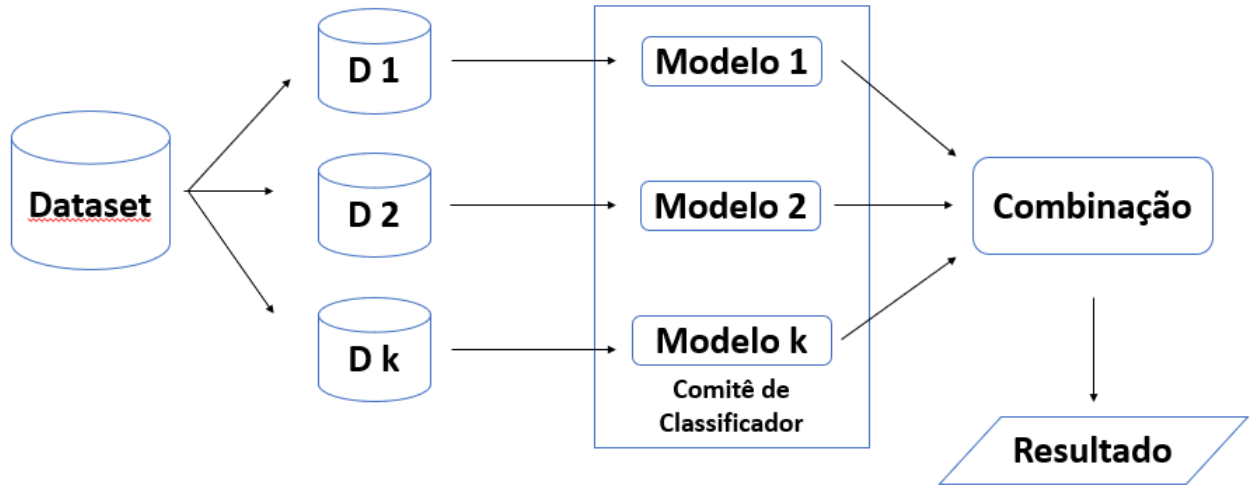 Dataset
D 1
D 2
D k
Modelo 1
Modelo 2
Modelo k
Comitê de
Classificador
Combinação
Resultado